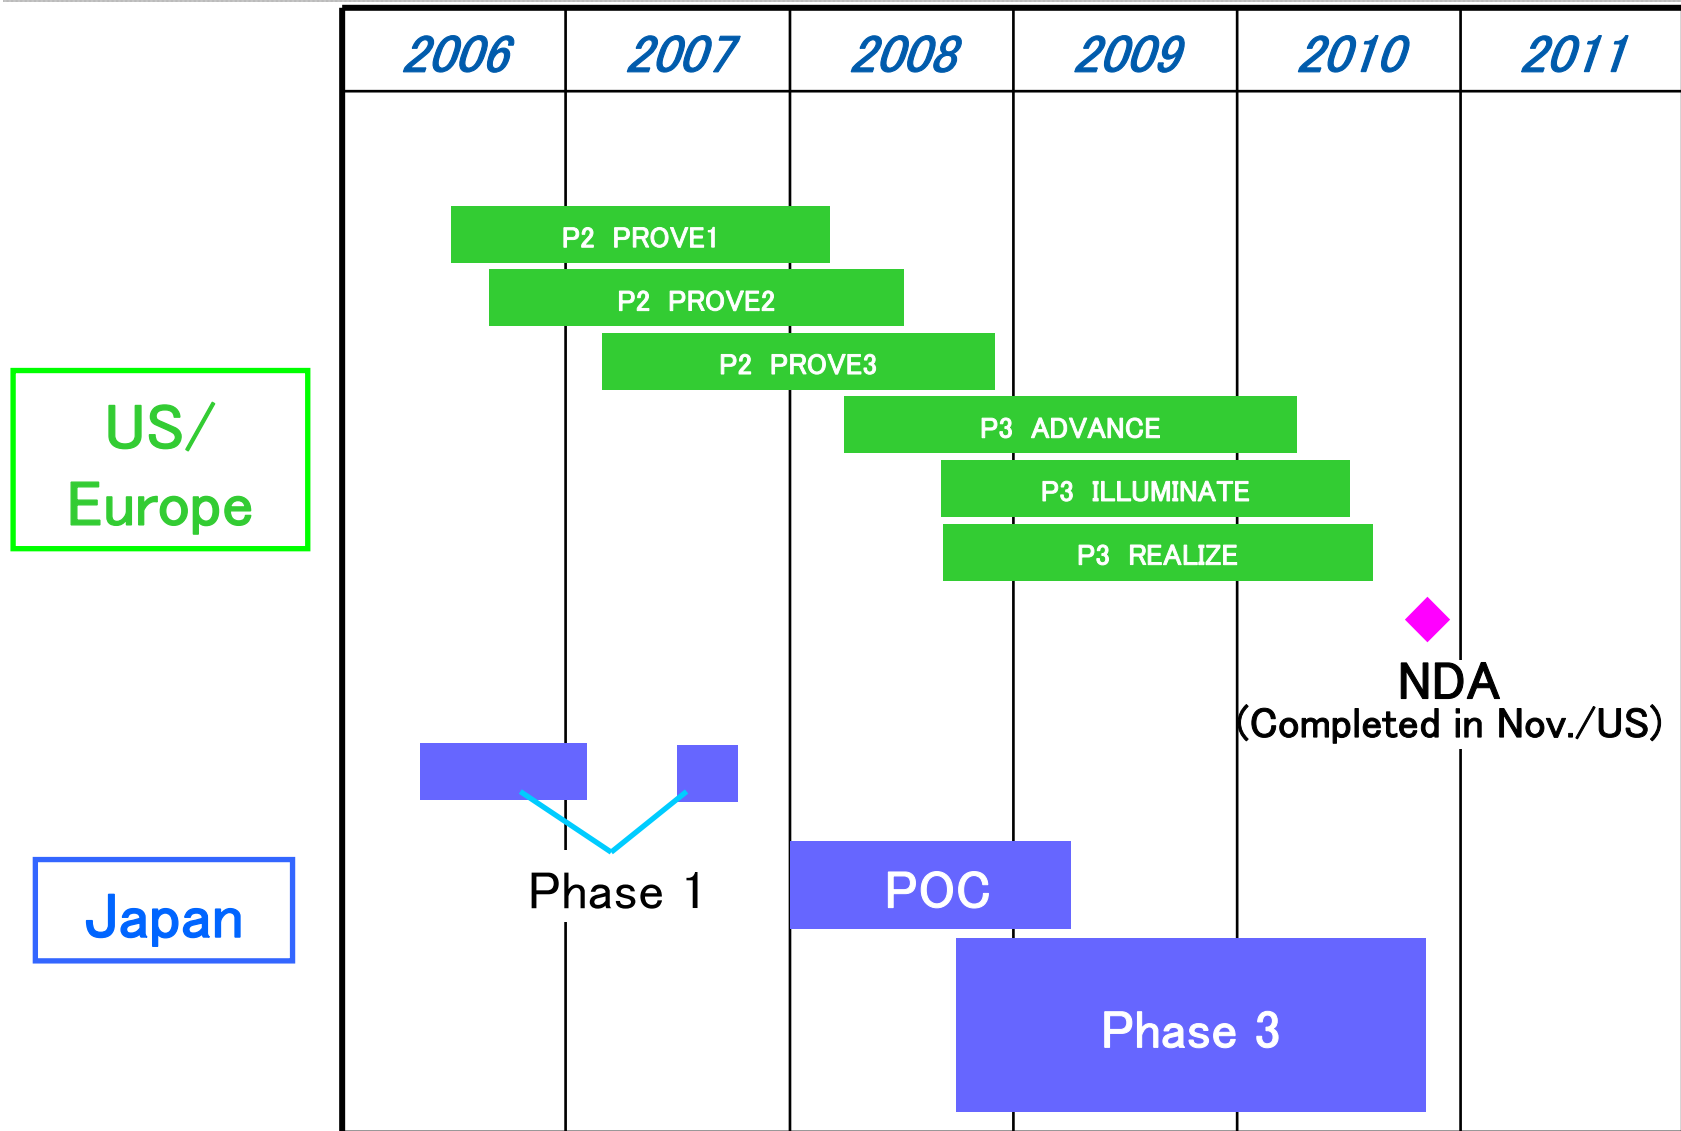 2006 2007 2008 2009 2010 2011
P2 PROVE1
P2 PROVE2
P2 PROVE3
US/
Europe
P3 ADVANCE
P3 ILLUMINATE
P3 REALIZE
NDA
(Completed in Nov./US)
Phase 1
Japan
POC
Phase 3